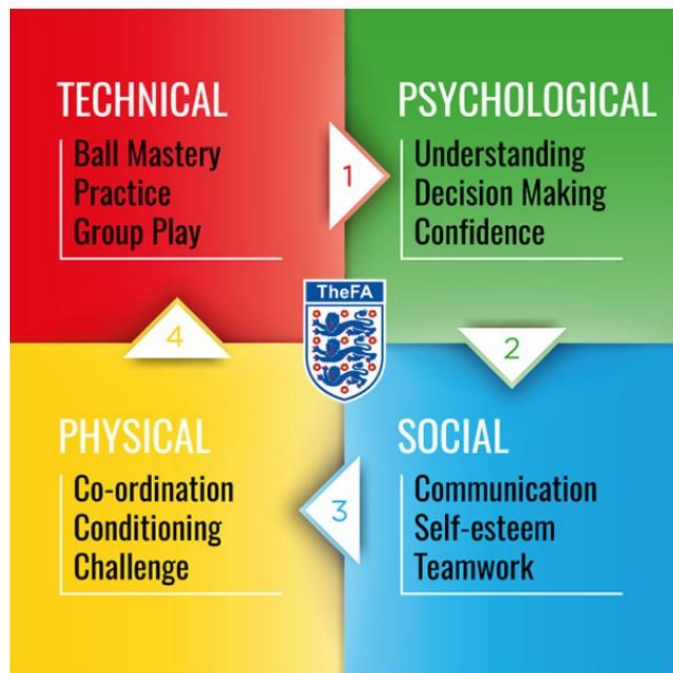 TECHNICAL
Ball Mastery
Practice
Group Play
1
PSYCHOLOGICAL
Understanding
Decision Making
Confidence
2
TheFA
4
PHYSICAL
Co-ordination
Conditioning
Challenge
3
SOCIAL
Communication
Self-esteem
Teamwork